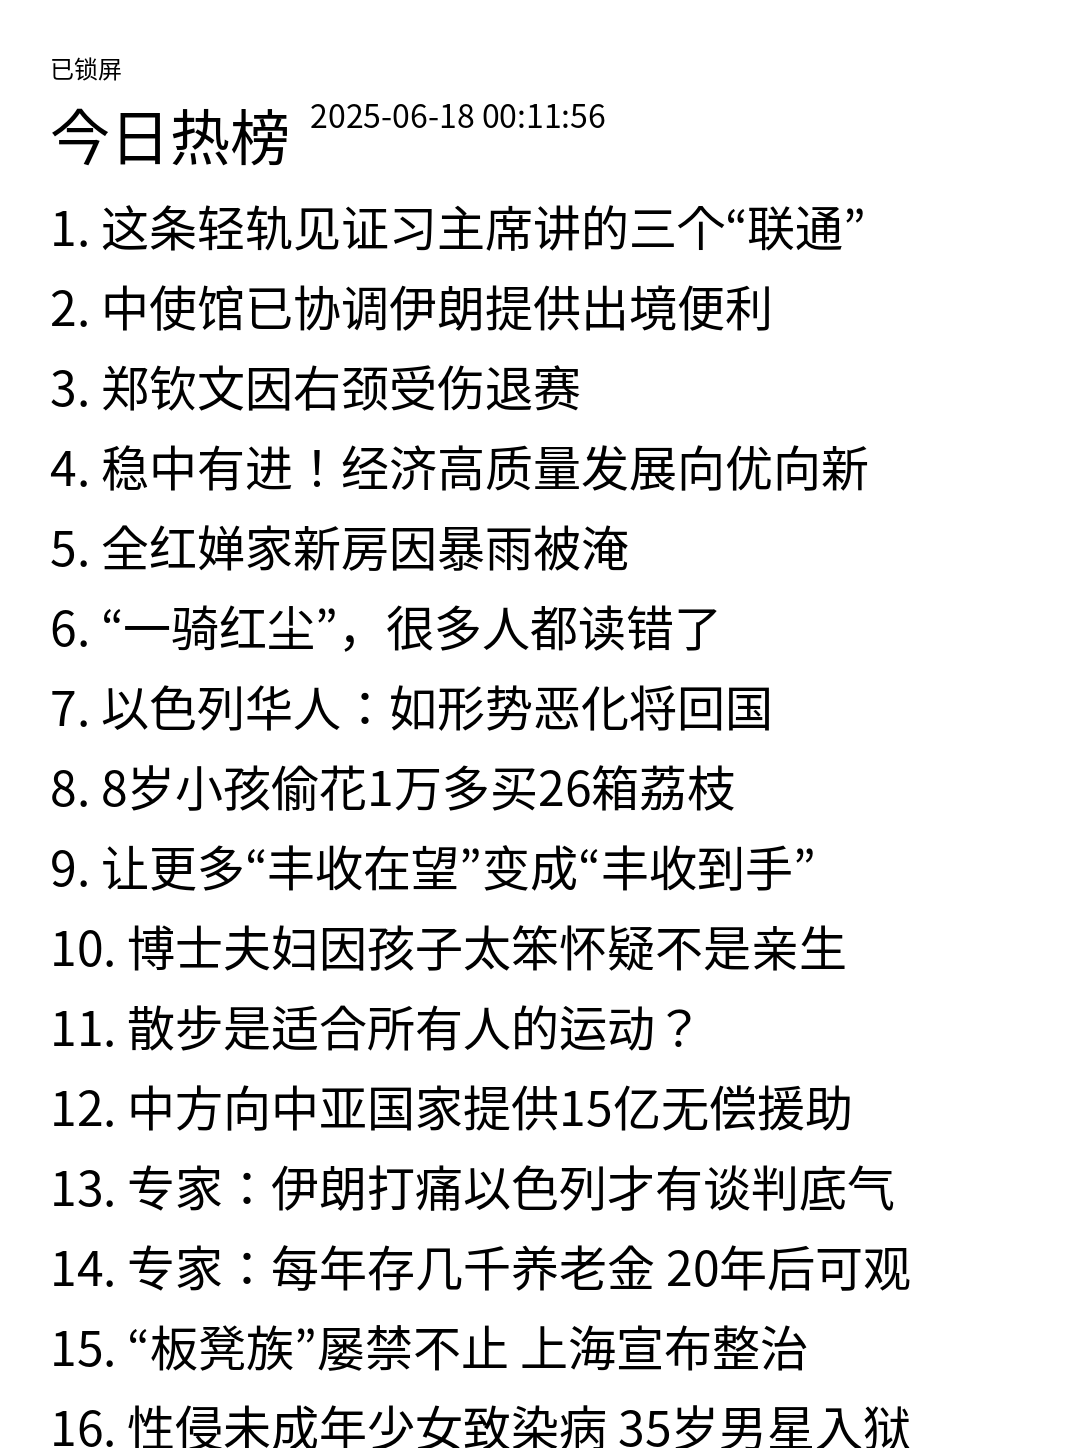 已锁屏
今日热榜 2025-06-18 00:11:56
1. 这条轻轨见证习主席讲的三个“联通”
2. 中使馆已协调伊朗提供出境便利
3. 郑钦文因右颈受伤退赛
4. 稳中有进！经济高质量发展向优向新
5. 全红婵家新房因暴雨被淹
6. “一骑红尘”，很多人都读错了
7. 以色列华人：如形势恶化将回国
8. 8岁小孩偷花1万多买26箱荔枝
9. 让更多“丰收在望”变成“丰收到手”
10. 博士夫妇因孩子太笨怀疑不是亲生
11. 散步是适合所有人的运动？
12. 中方向中亚国家提供15亿无偿援助
13. 专家：伊朗打痛以色列才有谈判底气
14. 专家：每年存几千养老金 20年后可观
15. “板凳族”屡禁不止 上海宣布整治
16. 性侵未成年少女致染病 35岁男星入狱